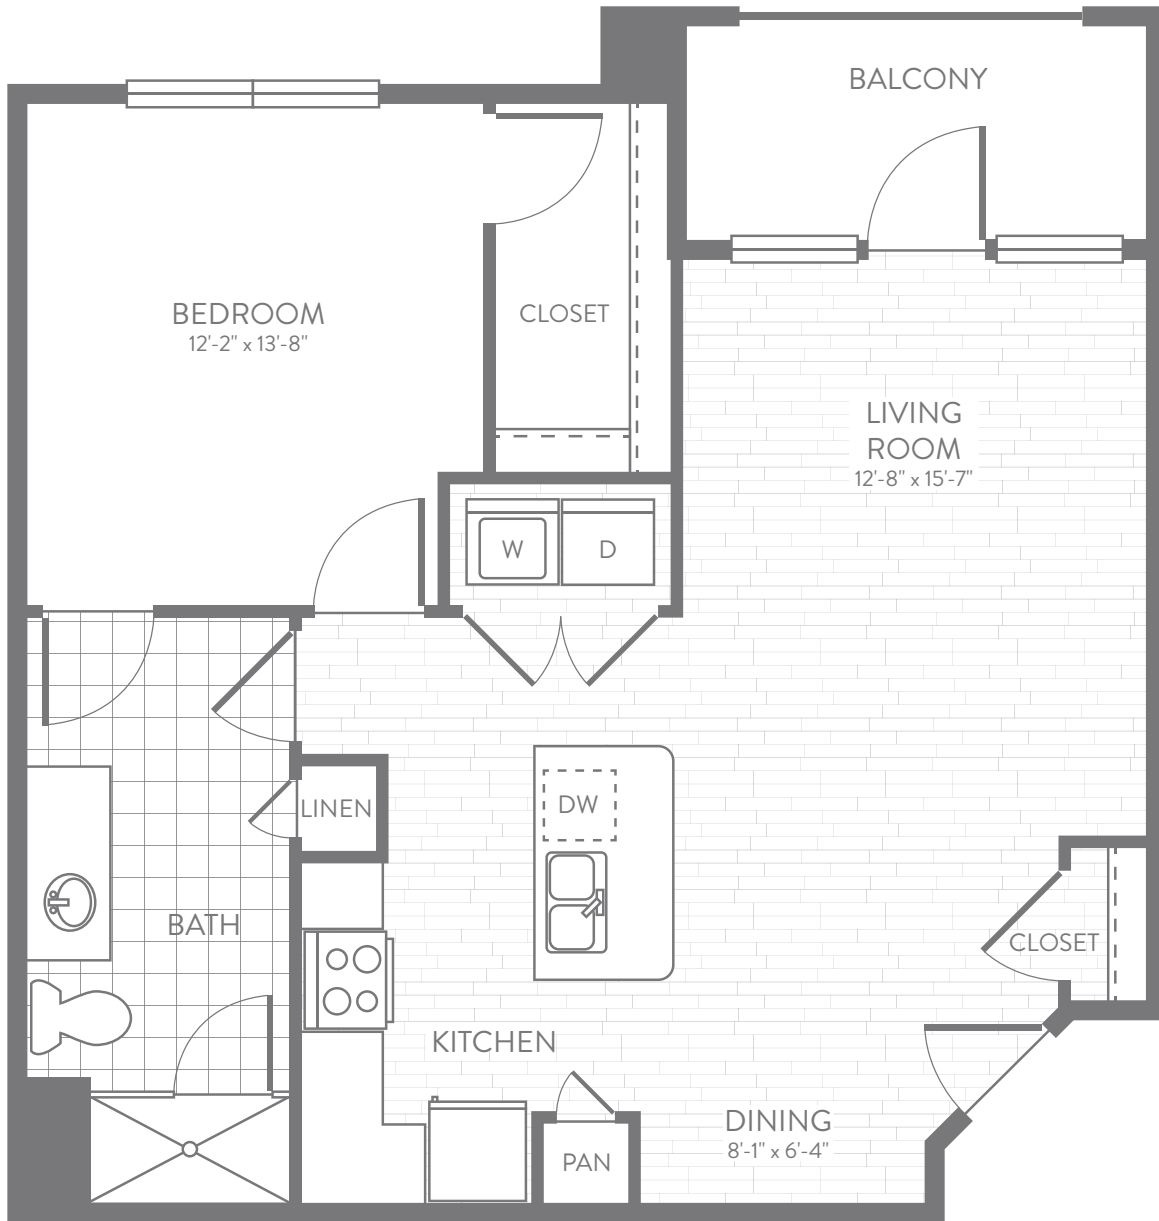 BALCONY
BEDROOM
12'-2" x 13'-8"
CLOSET
LIVING
ROOM
12'-8" x 15'-7"
W
D
LINEN
DW
BATH
CLOSET
KITCHEN
DINING
8'-1" x 6'-4"
PAN